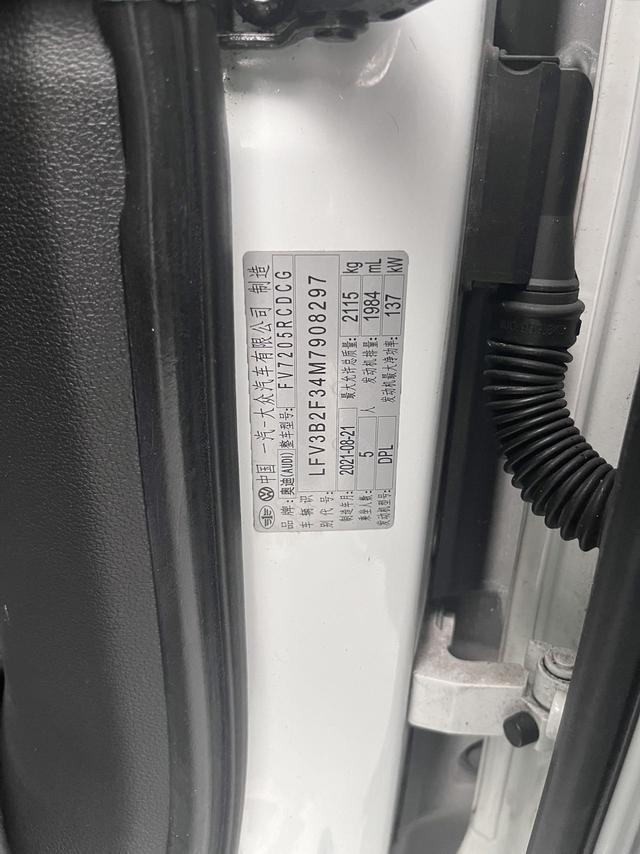 中国 一汽-大众汽车有限公司 制造
品牌: 奥迪(AUDI) 整车型号: FV7205RCDCG
车辆识别代号: LFV3B2F34M7908297
制造年月: 2021-08-21 最大允许总质量: 2115 kg
乘坐人数: 5 人 发动机排量: 1984 mL
发动机型号: DPL 发动机最大净功率: 137 kW